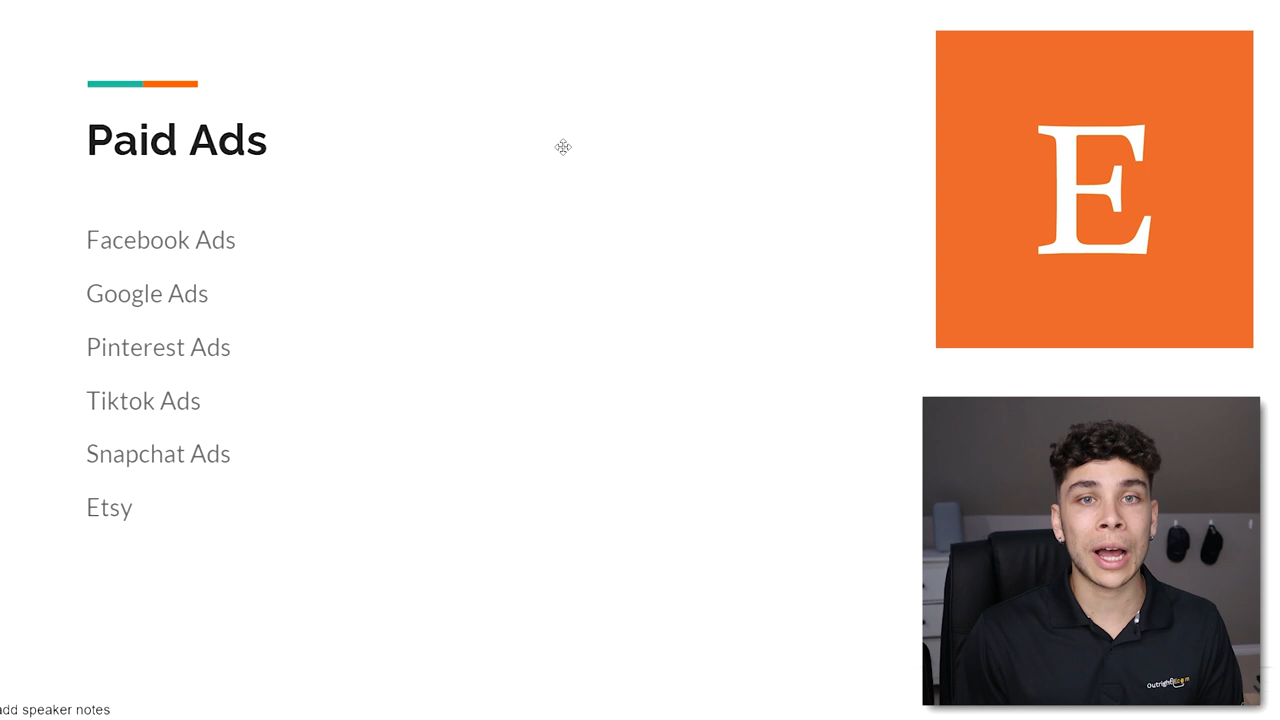 Paid Ads
Facebook Ads
Google Ads
Pinterest Ads
Tiktok Ads
Snapchat Ads
Etsy
E
add speaker notes